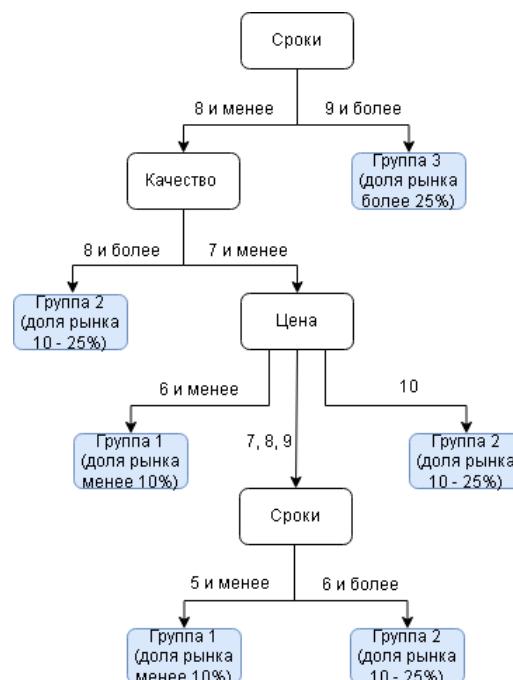 Сроки
8 и менее
9 и более
Качество
Группа 3
(доля рынка
более 25%)
8 и более
7 и менее
Группа 2
(доля рынка
10 - 25%)
Цена
6 и менее
7, 8, 9
10
Группа 1
(доля рынка
менее 10%)
Группа 2
(доля рынка
10 - 25%)
Сроки
5 и менее
6 и более
Группа 1
(доля рынка
менее 10%)
Группа 2
(доля рынка
10 - 25%)